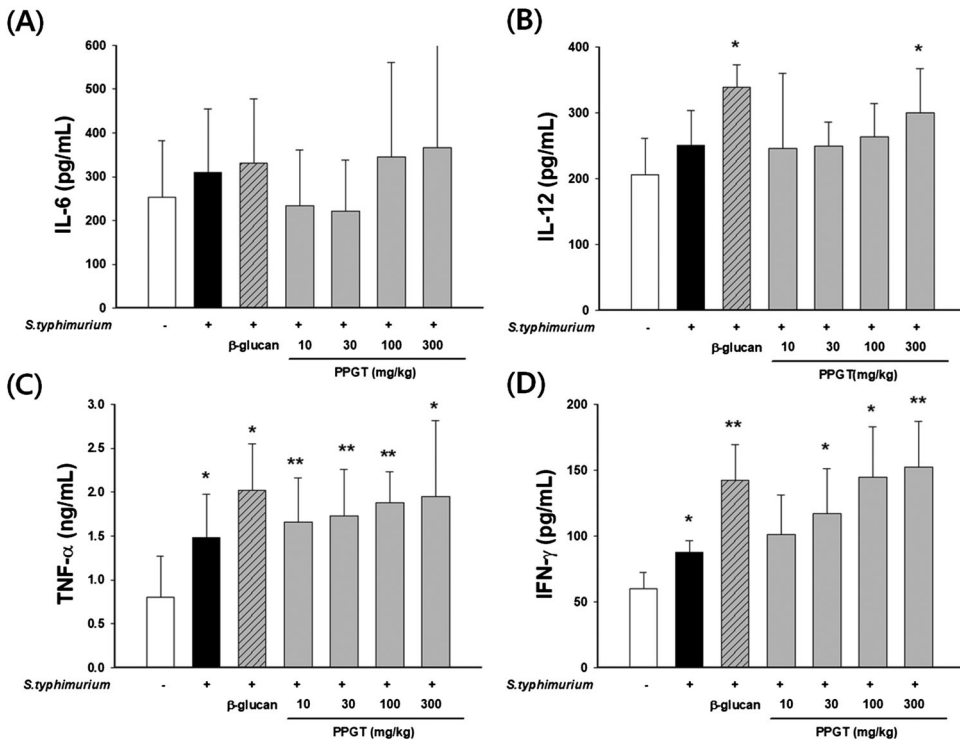 (A)
600
500
400
300
200
100
0
IL-6 (pg/mL)
S.typhimurium - + + + + + +
β-glucan 10 30 100 300
PPGT (mg/kg)
(B)
400
300
200
100
0
IL-12 (pg/mL)
* *
- + + + + + +
β-glucan 10 30 100 300
PPGT(mg/kg)
(C)
3.0
2.5
2.0
1.5
1.0
0.5
0.0
TNF-α (ng/mL)
* * ** ** ** *
S.typhimurium - + + + + + +
β-glucan 10 30 100 300
PPGT (mg/kg)
(D)
200
150
100
50
0
IFN-γ (pg/mL)
* ** * * **
S.typhimurium - + + + + + +
β-glucan 10 30 100 300
PPGT (mg/kg)